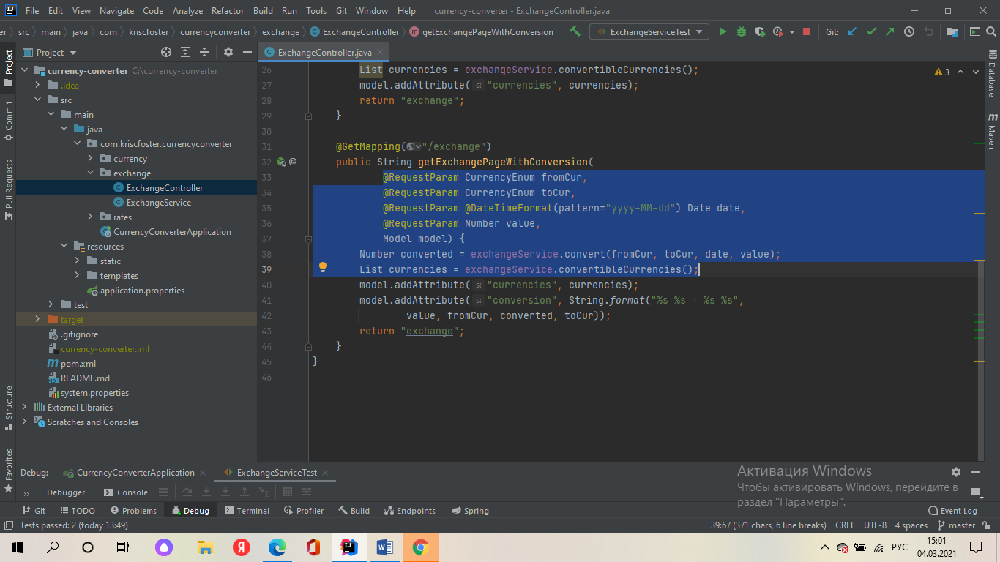 File Edit View Navigate Code Analyze Refactor Build Run Tools Git Window Help currency-converter - ExchangeController.java
er src main java com kriscfoster currencyconverter exchange ExchangeController getExchangePageWithConversion ExchangeServiceTest Git:
Project ExchangeController.java
currency-converter C:\currency-converter
.idea
src
main
java
com.kriscfoster.currencyconverter
currency
exchange
ExchangeController
ExchangeService
rates
CurrencyConverterApplication
resources
static
templates
application.properties
test
target
.gitignore
currency-converter.iml
pom.xml
README.md
system.properties
External Libraries
Scratches and Consoles
Project
Commit
Pull Requests
Structure
Favorites
26 List currencies = exchangeService.convertibleCurrencies();
27 model.addAttribute( s: "currencies", currencies);
28 return "exchange";
29 }
30
31 @GetMapping("/exchange")
32 public String getExchangePageWithConversion(
33 @RequestParam CurrencyEnum fromCur,
34 @RequestParam CurrencyEnum toCur,
35 @RequestParam @DateTimeFormat(pattern="yyyy-MM-dd") Date date,
36 @RequestParam Number value,
37 Model model) {
38 Number converted = exchangeService.convert(fromCur, toCur, date, value);
39 List currencies = exchangeService.convertibleCurrencies();
40 model.addAttribute( s: "currencies", currencies);
41 model.addAttribute( s: "conversion", String.format("%s %s = %s %s",
42 value, fromCur, converted, toCur));
43 return "exchange";
44 }
45 }
46
3
Database
Maven
Debug: CurrencyConverterApplication ExchangeServiceTest
Debugger Console
Активация Windows
Чтобы активировать Windows, перейдите в
раздел "Параметры".
Git TODO Problems Debug Terminal Profiler Build Endpoints Spring Event Log
Tests passed: 2 (today 13:49) 39:67 (371 chars, 6 line breaks) CRLF UTF-8 4 spaces master
РУС 15:01
04.03.2021